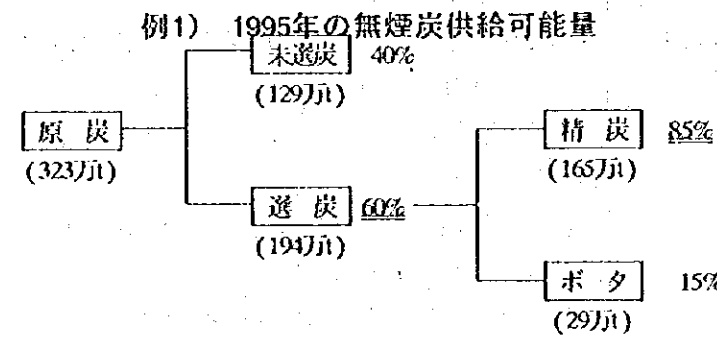 例1) 1995年の無煙炭供給可能量
未選炭 40%
(129万t)
原炭
(323万t)
精炭 85%
(165万t)
選炭 60%
(194万t)
ボタ 15%
(29万t)